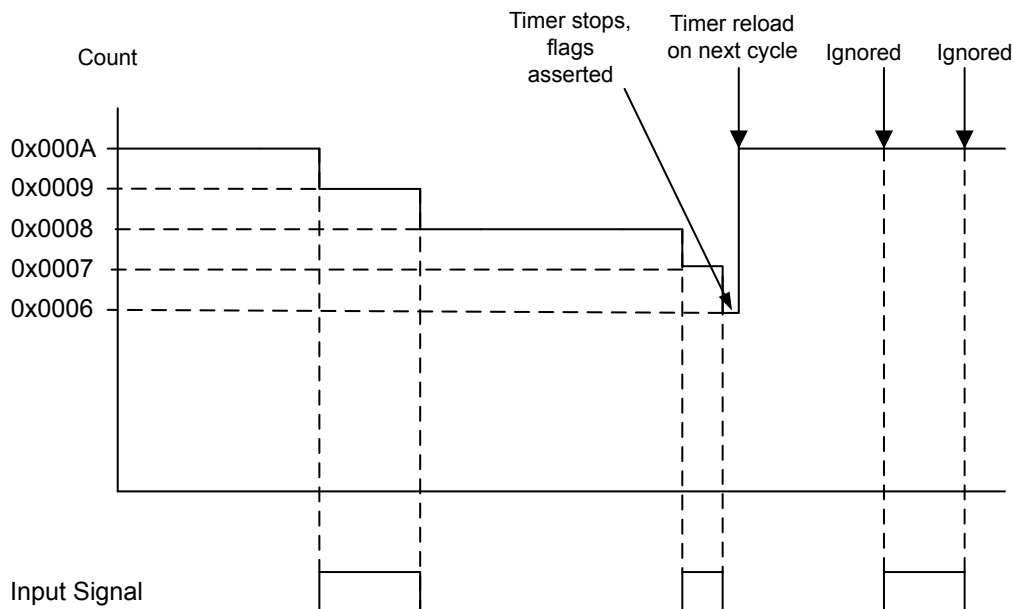 Timer stops,
flags
asserted
Timer reload
on next cycle
Ignored
Ignored
Count
0x000A
0x0009
0x0008
0x0007
0x0006
Input Signal